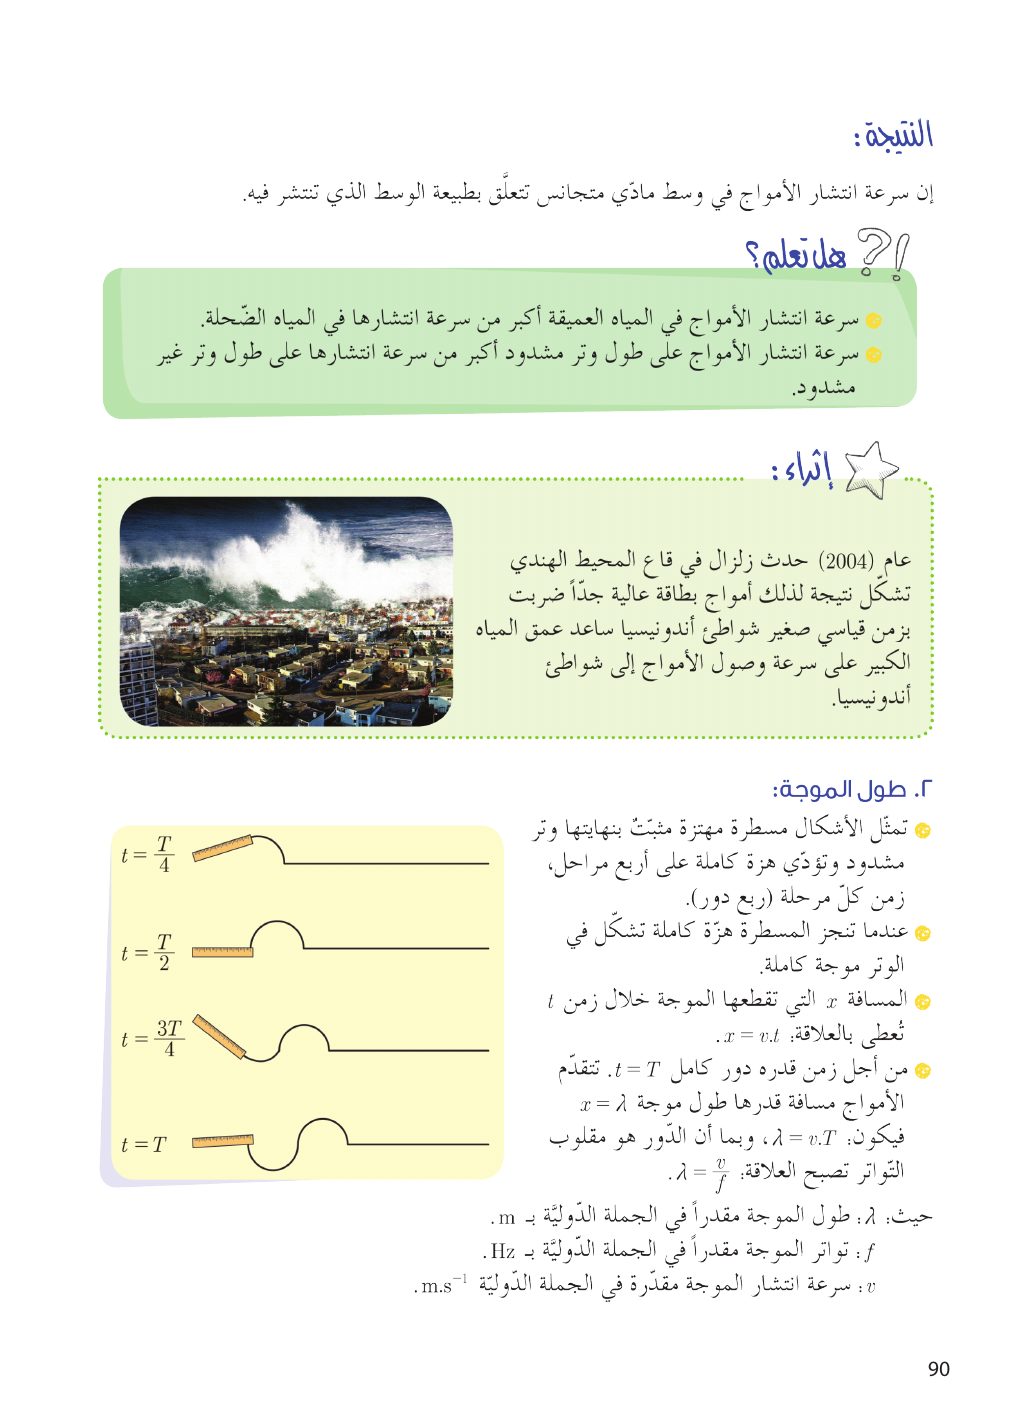 النتيجة:
إن سرعة انتشار الأمواج في وسط مادّي متجانس تتعلَّق بطبيعة الوسط الذي تنتشر فيه.
هل تعلم؟
سرعة انتشار الأمواج في المياه العميقة أكبر من سرعة انتشارها في المياه الضّحلة.
سرعة انتشار الأمواج على طول وتر مشدود أكبر من سرعة انتشارها على طول وتر غير
مشدود.
إثراء:
عام (2004) حدث زلزال في قاع المحيط الهندي
تشكّل نتيجة لذلك أمواج بطاقة عالية جدّاً ضربت
بزمن قياسي صغير شواطئ أندونيسيا ساعد عمق المياه
الكبير على سرعة وصول الأمواج إلى شواطئ
أندونيسيا.
٢. طول الموجة:
تمثّل الأشكال مسطرة مهتزة مثبّتٌ بنهايتها وتر
مشدود وتؤدّي هزة كاملة على أربع مراحل،
زمن كلّ مرحلة (ربع دور).
عندما تنجز المسطرة هزّة كاملة تشكّل في
الوتر موجة كاملة.
المسافة x التي تقطعها الموجة خلال زمن t
تُعطى بالعلاقة: x = v.t .
من أجل زمن قدره دور كامل t = T. تتقدّم
الأمواج مسافة قدرها طول موجة x = λ
فيكون: λ = v.T ، وبما أن الدّور هو مقلوب
التّواتر تصبح العلاقة: λ = v/f .
t = T/4
t = T/2
t = 3T/4
t = T
حيث: λ : طول الموجة مقدراً في الجملة الدّوليَّة بـ m .
f : تواتر الموجة مقدراً في الجملة الدّوليَّة بـ Hz .
v : سرعة انتشار الموجة مقدّرة في الجملة الدّوليّة m.s⁻¹ .
90